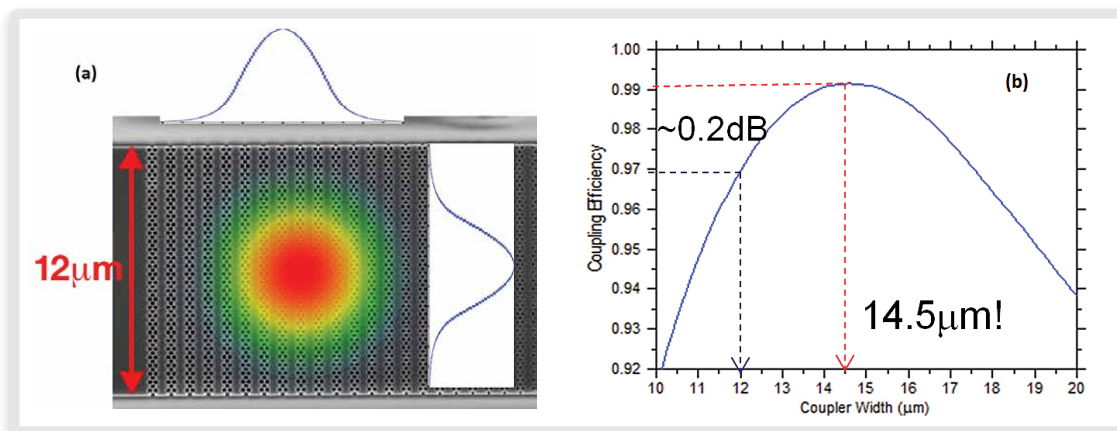 (a)
12μm
(b)
1.00
0.99
0.98
0.97
0.96
0.95
0.94
0.93
0.92
Coupling Efficiency
~0.2dB
14.5μm!
10 11 12 13 14 15 16 17 18 19 20
Coupler Width (μm)